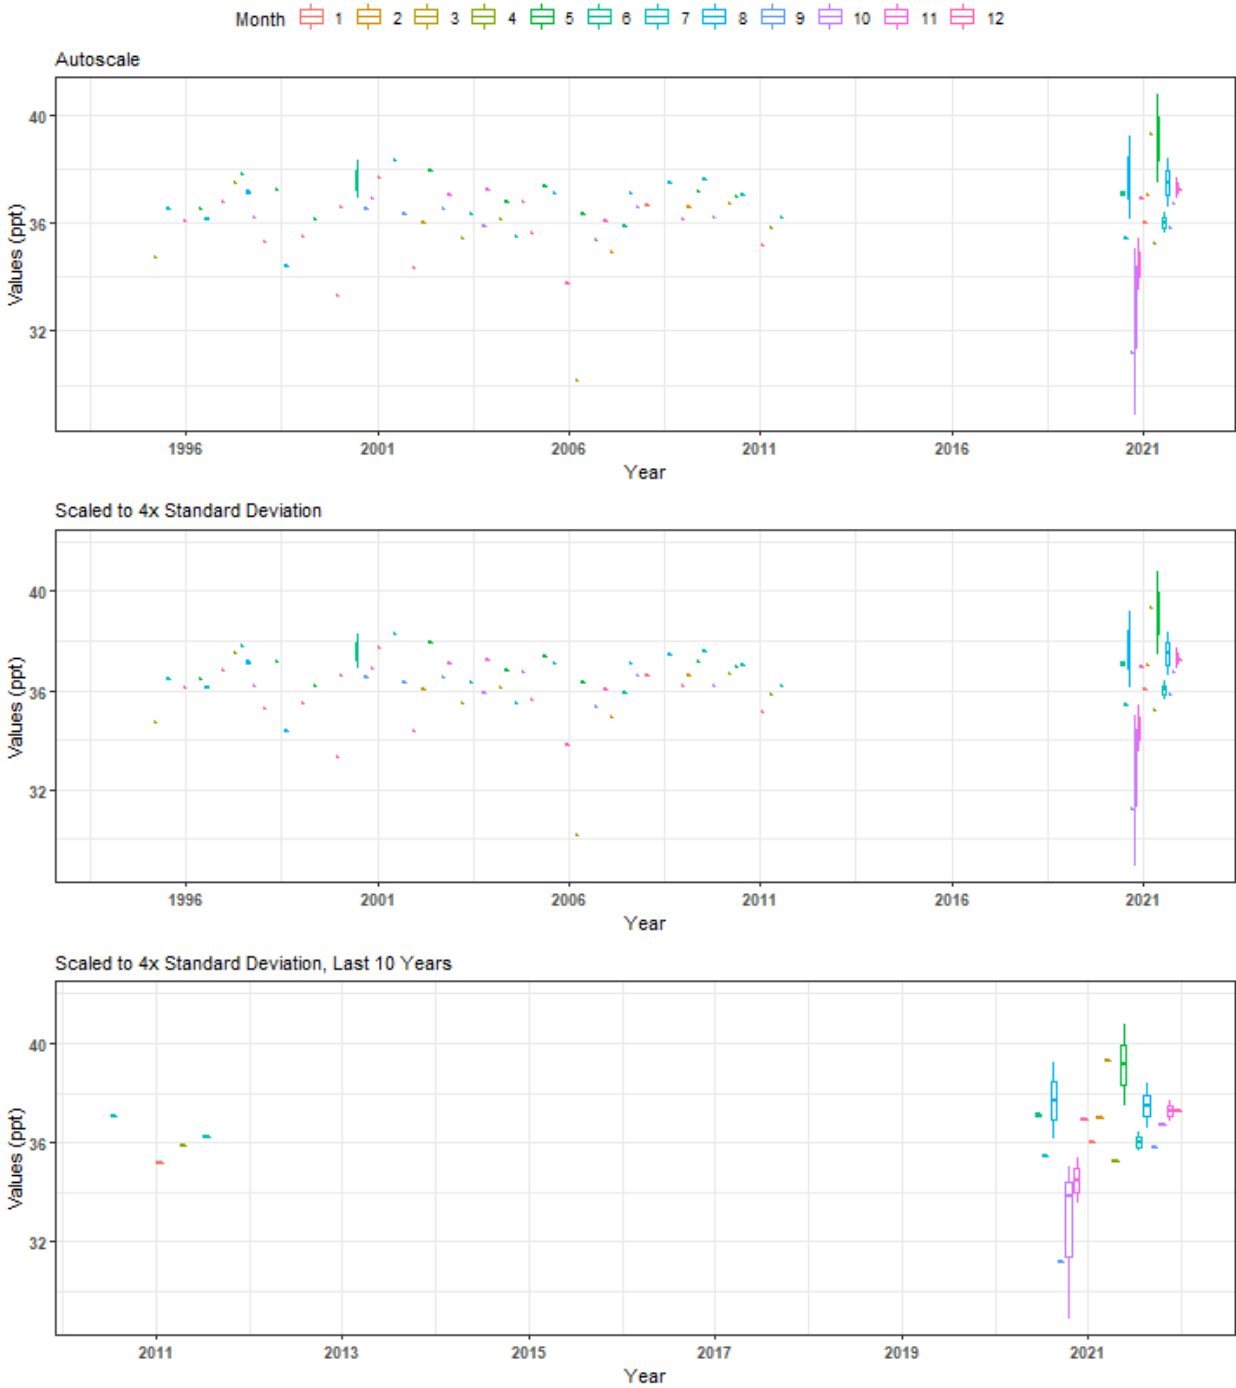 Month 1 2 3 4 5 6 7 8 9 10 11 12
Autoscale
Values (ppt)
40
36
32
1996 2001 2006 2011 2016 2021
Year
Scaled to 4x Standard Deviation
Values (ppt)
40
36
32
1996 2001 2006 2011 2016 2021
Year
Scaled to 4x Standard Deviation, Last 10 Years
Values (ppt)
40
36
32
2011 2013 2015 2017 2019 2021
Year